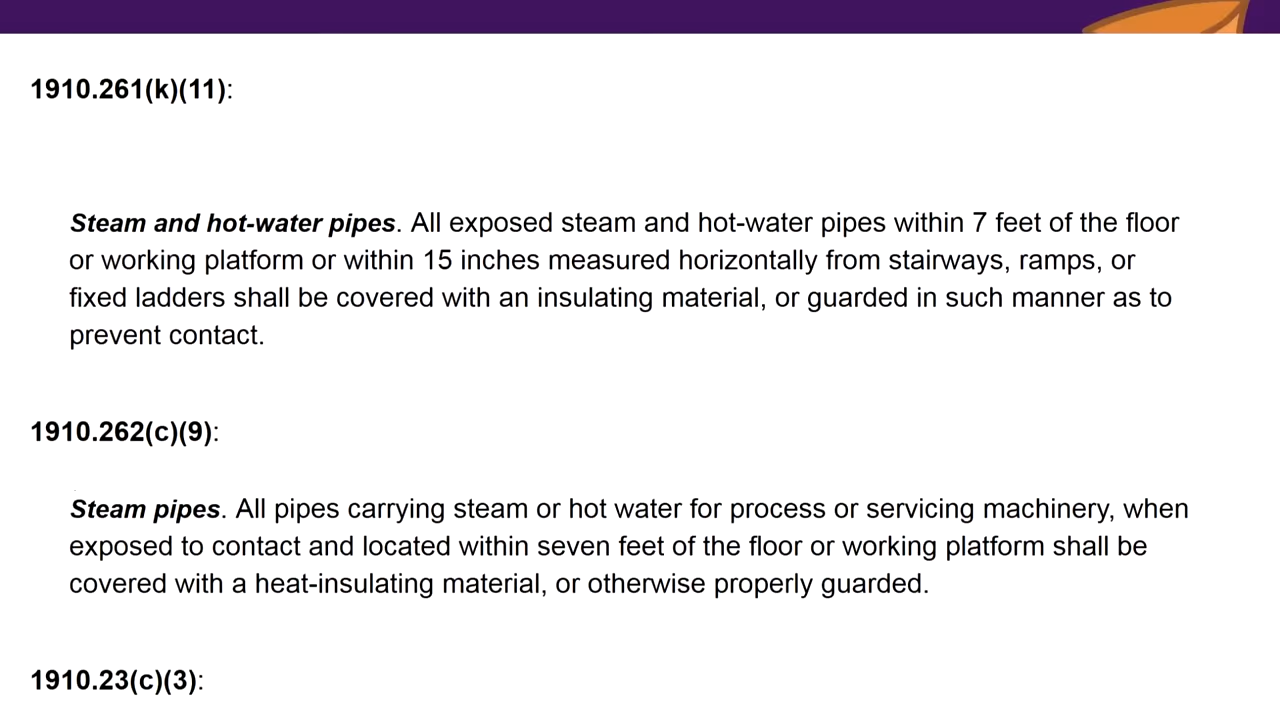 1910.261(k)(11):
Steam and hot-water pipes. All exposed steam and hot-water pipes within 7 feet of the floor
or working platform or within 15 inches measured horizontally from stairways, ramps, or
fixed ladders shall be covered with an insulating material, or guarded in such manner as to
prevent contact.
1910.262(c)(9):
Steam pipes. All pipes carrying steam or hot water for process or servicing machinery, when
exposed to contact and located within seven feet of the floor or working platform shall be
covered with a heat-insulating material, or otherwise properly guarded.
1910.23(c)(3):